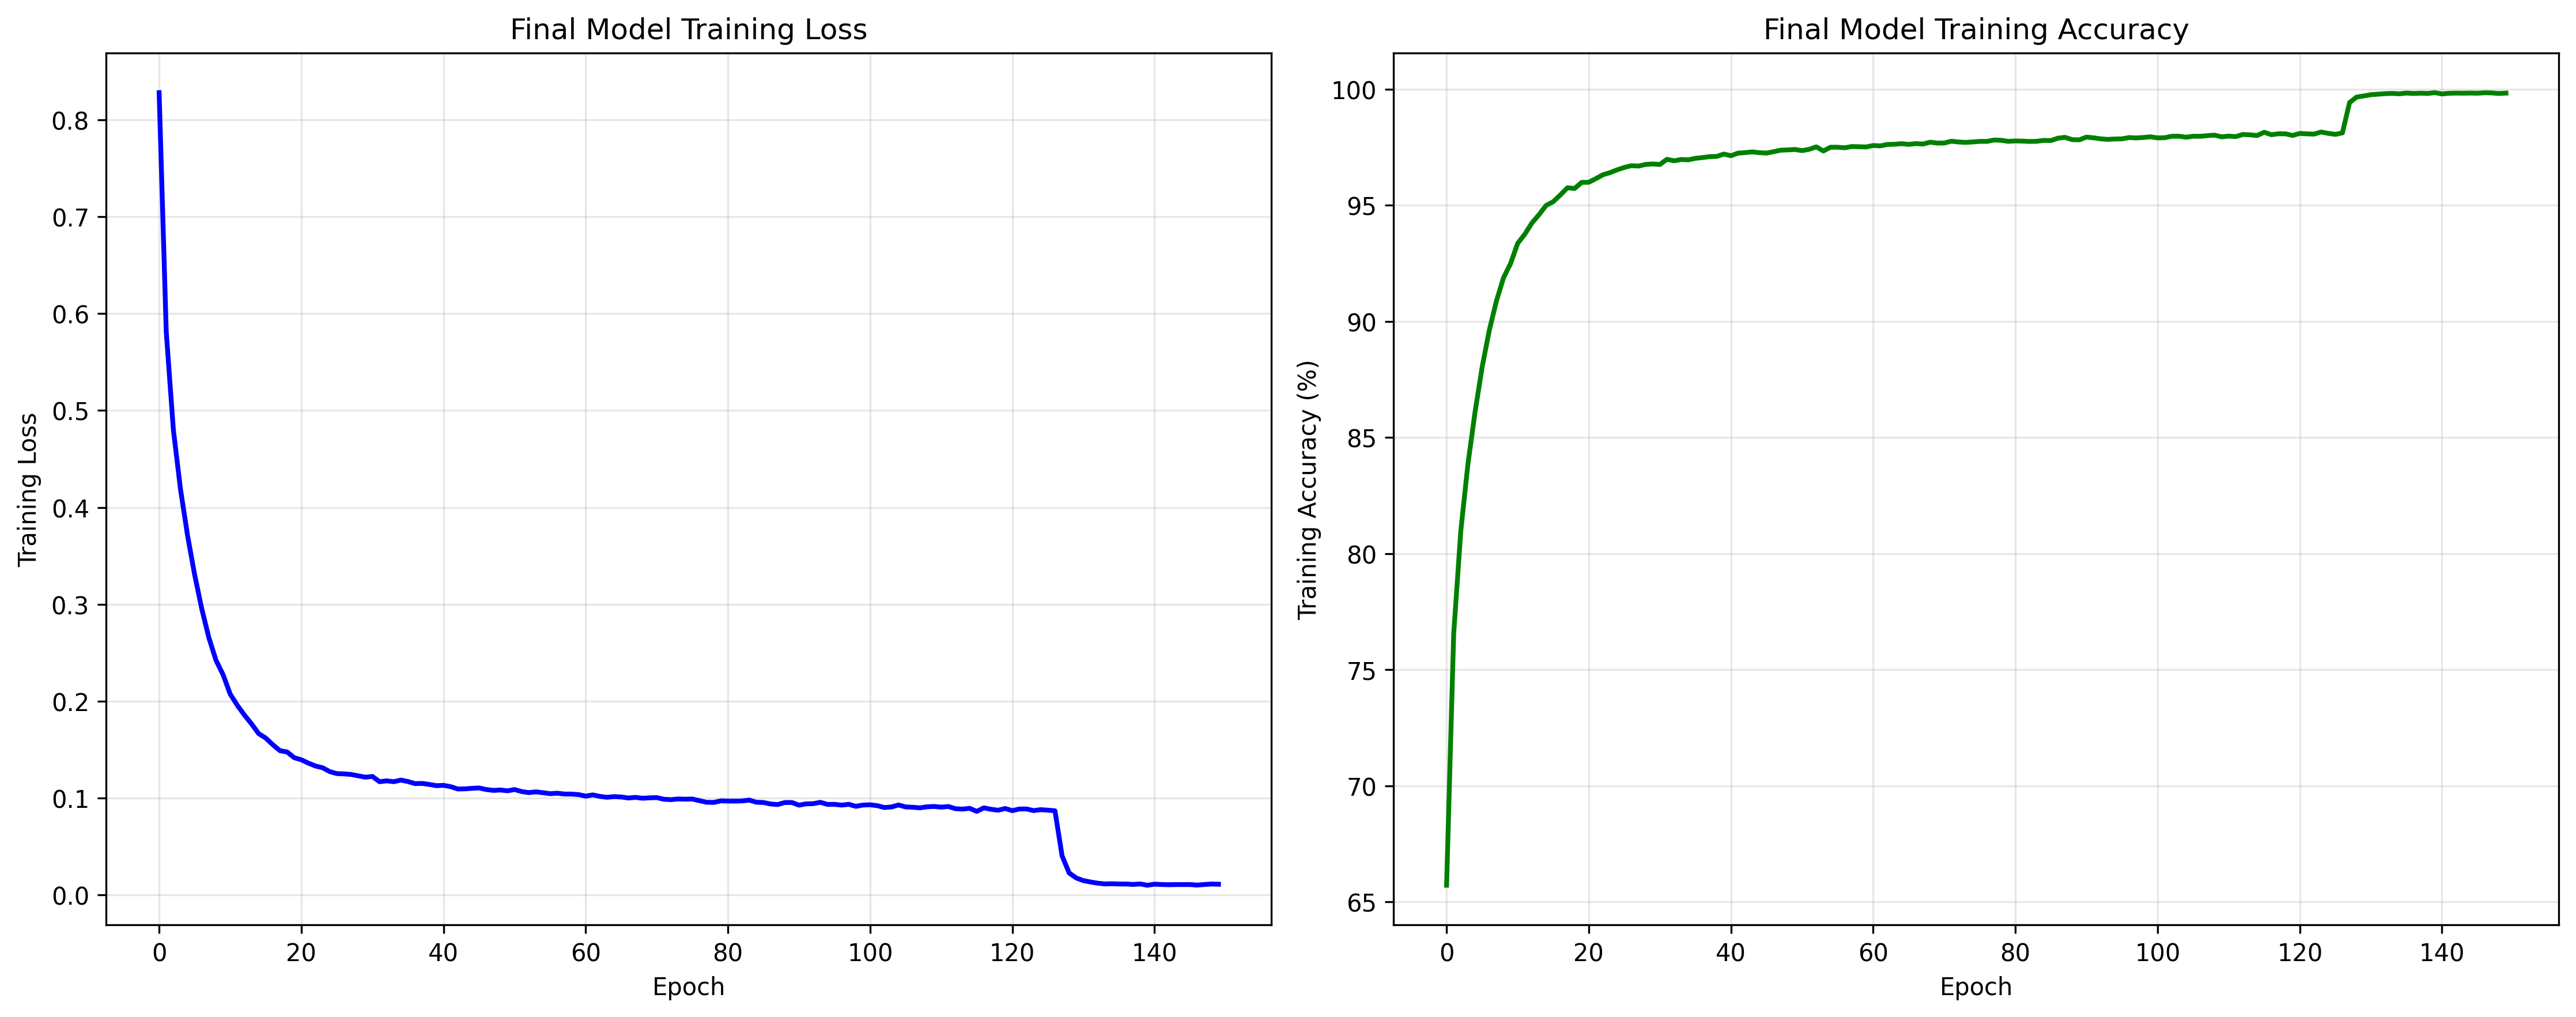 Final Model Training Loss
Training Loss
0.8
0.7
0.6
0.5
0.4
0.3
0.2
0.1
0.0
0 20 40 60 80 100 120 140
Epoch
Final Model Training Accuracy
Training Accuracy (%)
100
95
90
85
80
75
70
65
0 20 40 60 80 100 120 140
Epoch